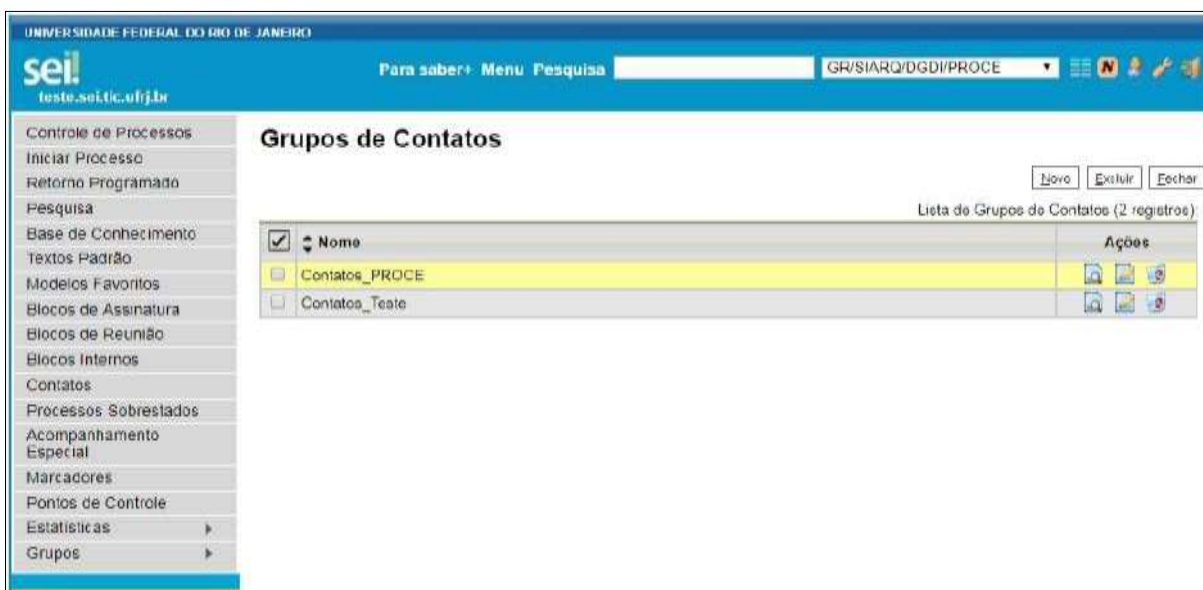 UNIVERSIDADE FEDERAL DO RIO DE JANEIRO
sei!
teste.sei.tic.ufrj.br
Para saber+ Menu Pesquisa
GR/SIARQ/DGDI/PROCE
N
Controle de Processos
Iniciar Processo
Retorno Programado
Pesquisa
Base de Conhecimento
Textos Padrão
Modelos Favoritos
Blocos de Assinatura
Blocos de Reunião
Blocos Internos
Contatos
Processos Sobrestados
Acompanhamento
Especial
Marcadores
Pontos de Controle
Estatísticas
Grupos
Grupos de Contatos
Novo Excluir Fechar
Lista de Grupos de Contatos (2 registros):
Nome Ações
Contatos_PROCE
Contatos_Teste